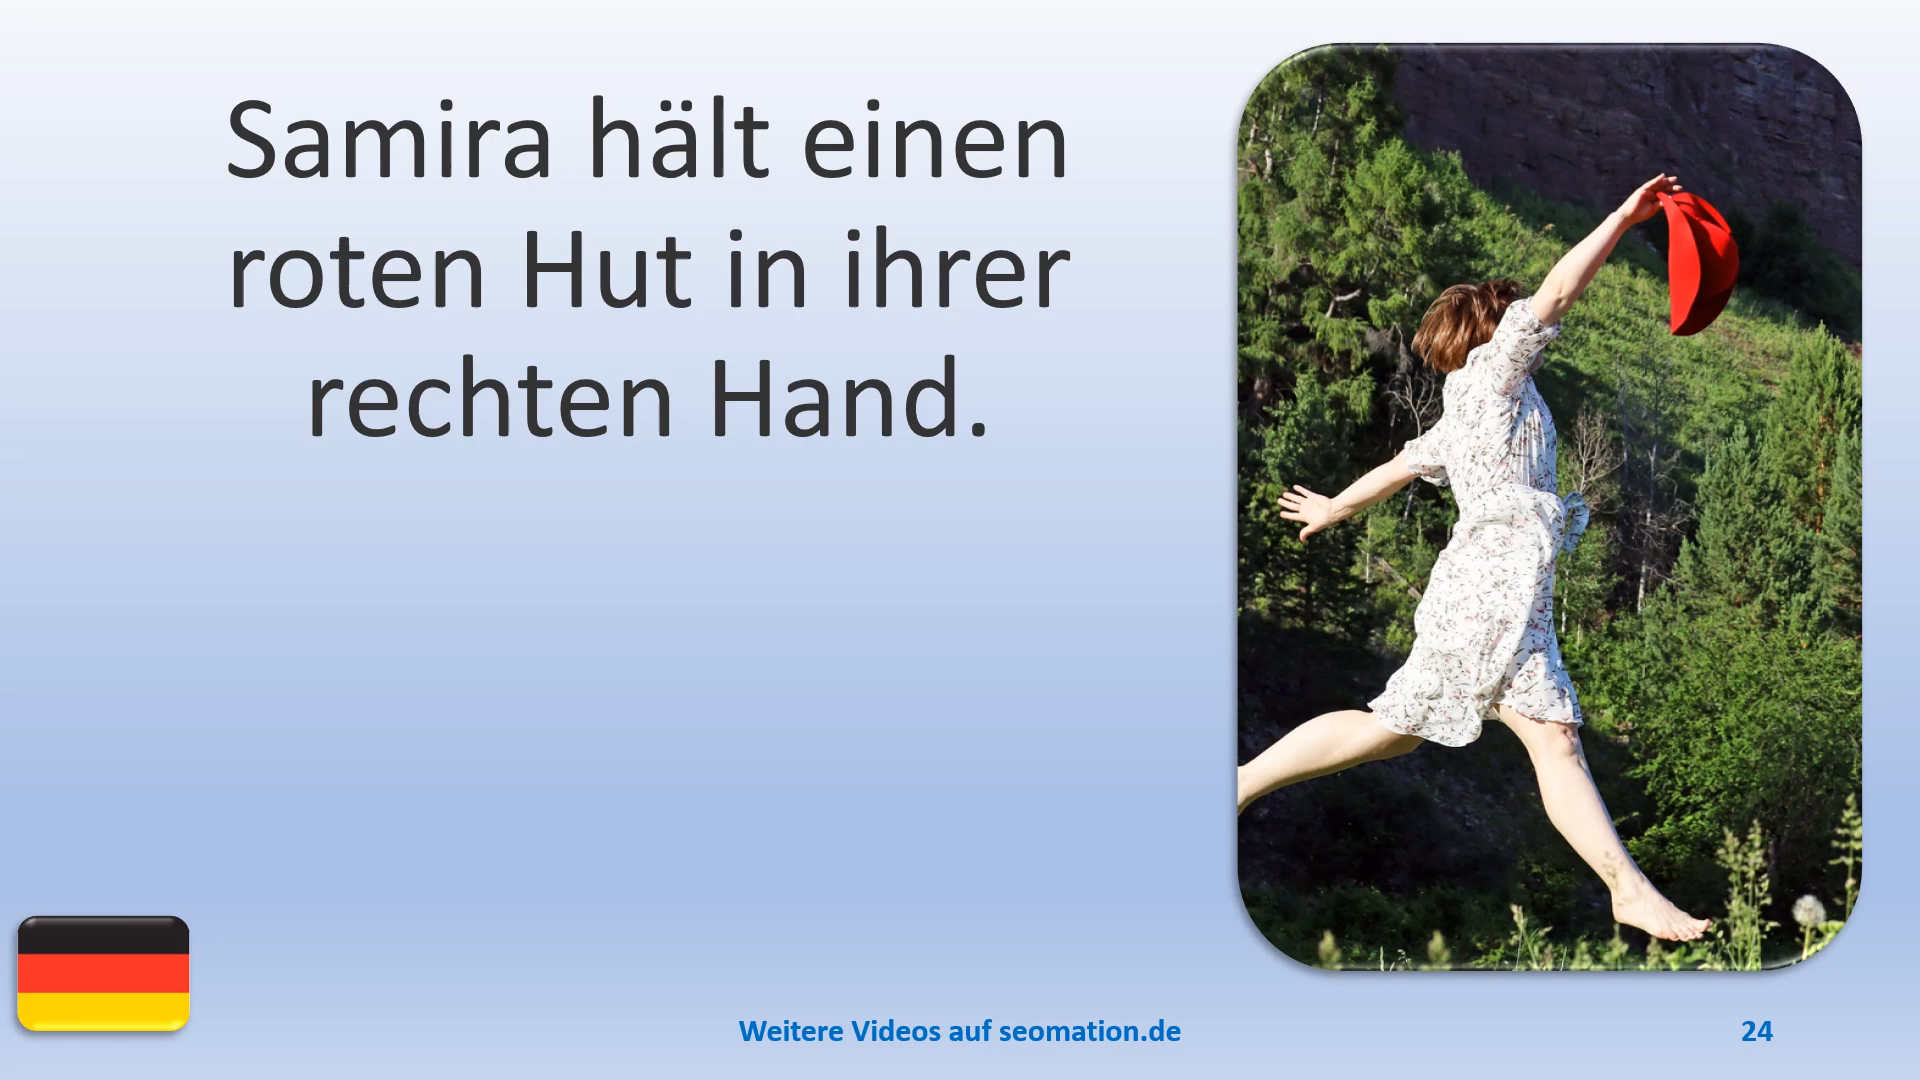 Samira hält einen
roten Hut in ihrer
rechten Hand.
Weitere Videos auf seomation.de
24